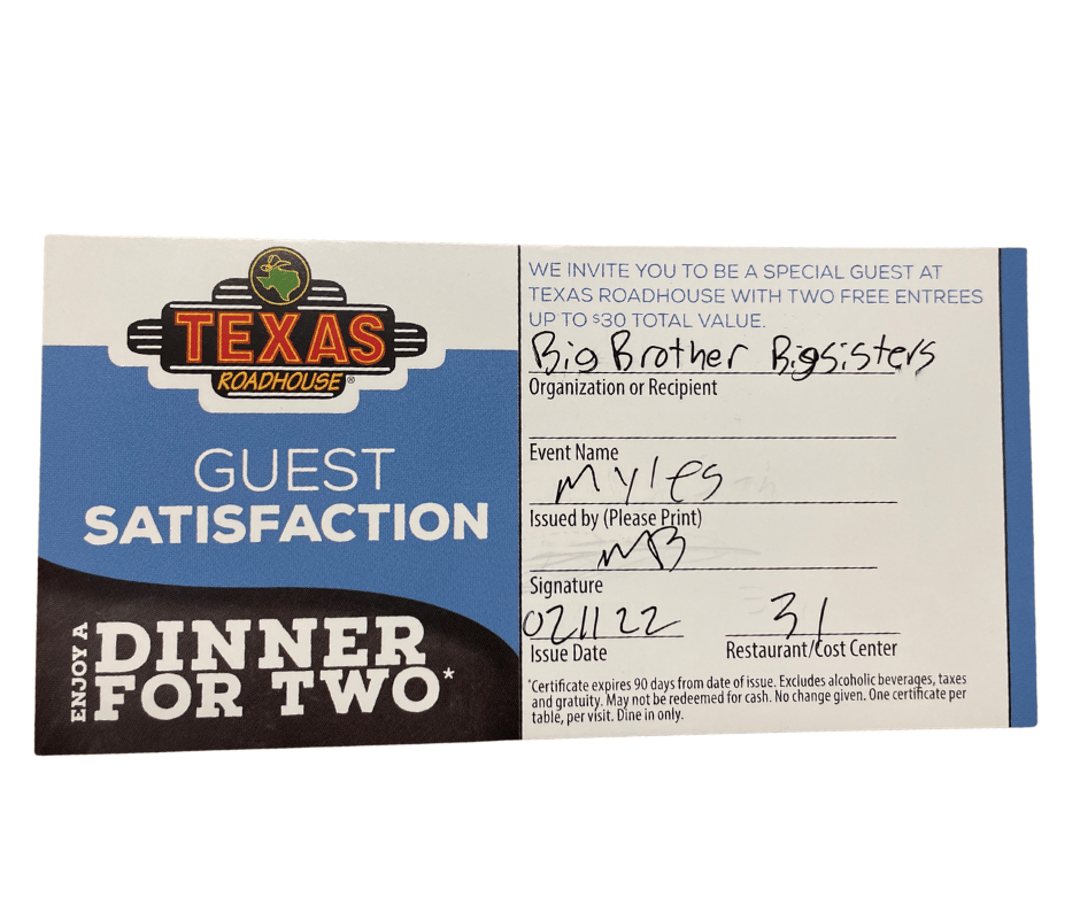 TEXAS
ROADHOUSE®
GUEST
SATISFACTION
ENJOY A
DINNER
FOR TWO*
WE INVITE YOU TO BE A SPECIAL GUEST AT
TEXAS ROADHOUSE WITH TWO FREE ENTREES
UP TO $30 TOTAL VALUE.
Big Brother Bigsisters
Organization or Recipient
Event Name
Myles
Issued by (Please Print)
MB
Signature
021122 31
Issue Date Restaurant/Cost Center
*Certificate expires 90 days from date of issue. Excludes alcoholic beverages, taxes
and gratuity. May not be redeemed for cash. No change given. One certificate per
table, per visit. Dine in only.